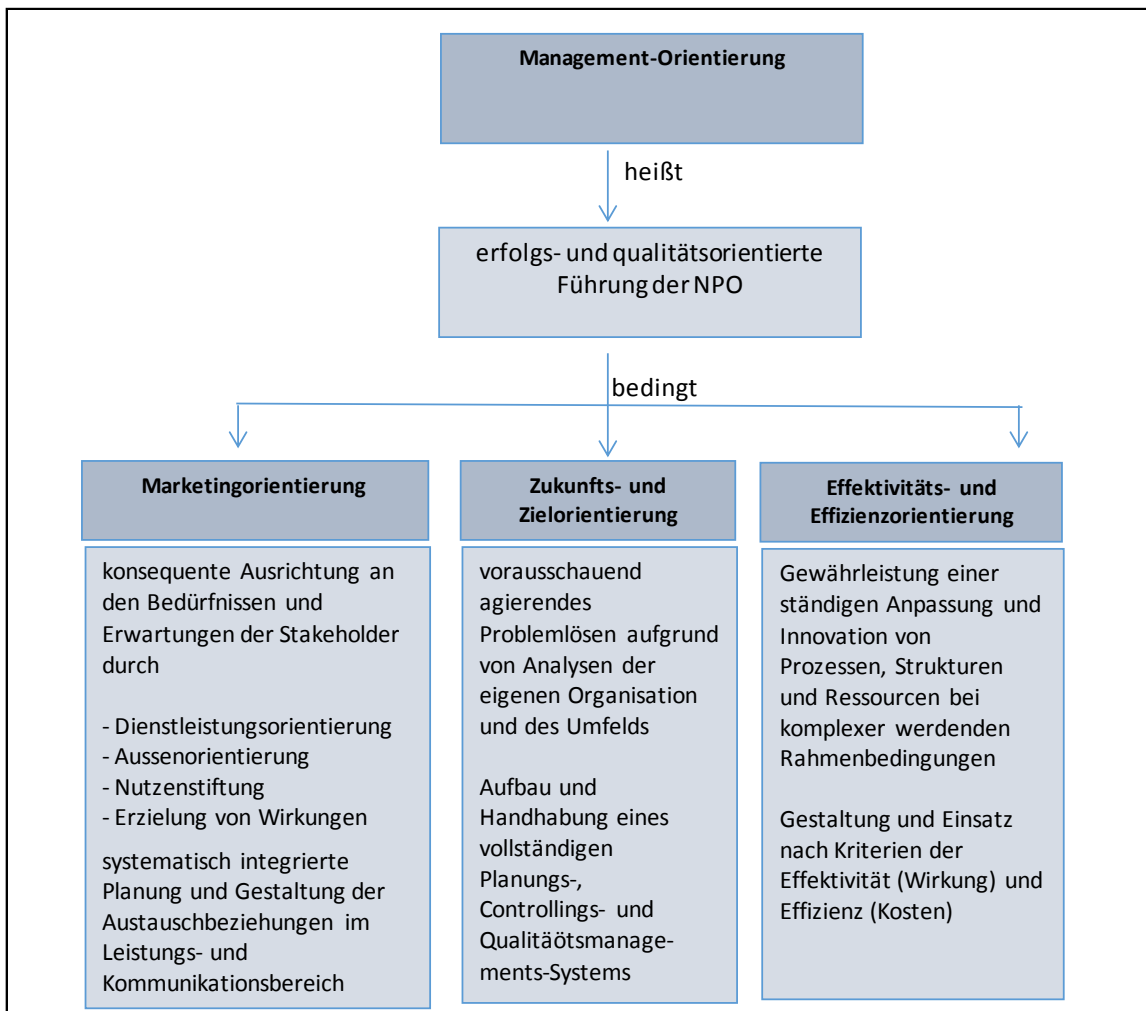 Management-Orientierung
heißt
erfolgs- und qualitätsorientierte
Führung der NPO
bedingt
Marketingorientierung
konsequente Ausrichtung an
den Bedürfnissen und
Erwartungen der Stakeholder
durch
- Dienstleistungsorientierung
- Aussenorientierung
- Nutzenstiftung
- Erzielung von Wirkungen
systematisch integrierte
Planung und Gestaltung der
Austauschbeziehungen im
Leistungs- und
Kommunikationsbereich
Zukunfts- und
Zielorientierung
vorausschauend
agierendes
Problemlösen aufgrund
von Analysen der
eigenen Organisation
und des Umfelds
Aufbau und
Handhabung eines
vollständigen
Planungs-,
Controllings- und
Qualitäötsmanage-
ments-Systems
Effektivitäts- und
Effizienzorientierung
Gewährleistung einer
ständigen Anpassung und
Innovation von
Prozessen, Strukturen
und Ressourcen bei
komplexer werdenden
Rahmenbedingungen
Gestaltung und Einsatz
nach Kriterien der
Effektivität (Wirkung) und
Effizienz (Kosten)